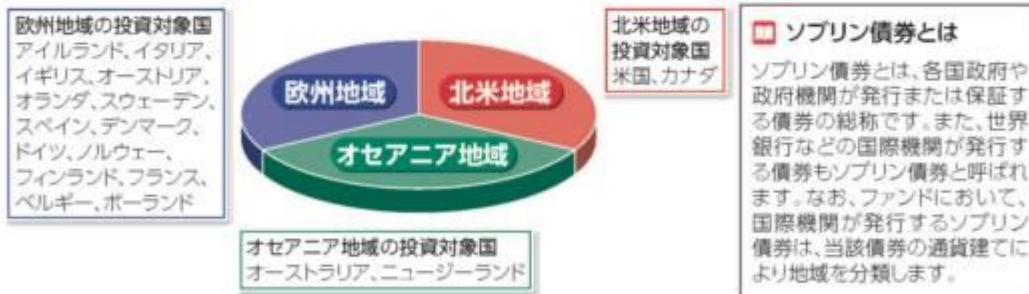 欧州地域の投資対象国
アイルランド、イタリア、
イギリス、オーストリア、
オランダ、スウェーデン、
スペイン、デンマーク、
ドイツ、ノルウェー、
フィンランド、フランス、
ベルギー、ポーランド
欧州地域
北米地域
オセアニア地域
北米地域の
投資対象国
米国、カナダ
オセアニア地域の投資対象国
オーストラリア、ニュージーランド
ソブリン債券とは
ソブリン債券とは、各国政府や
政府機関が発行または保証す
る債券の総称です。また、世界
銀行などの国際機関が発行す
る債券もソブリン債券と呼ばれ
ます。なお、ファンドにおいて、
国際機関が発行するソブリン
債券は、当該債券の通貨建てに
より地域を分類します。